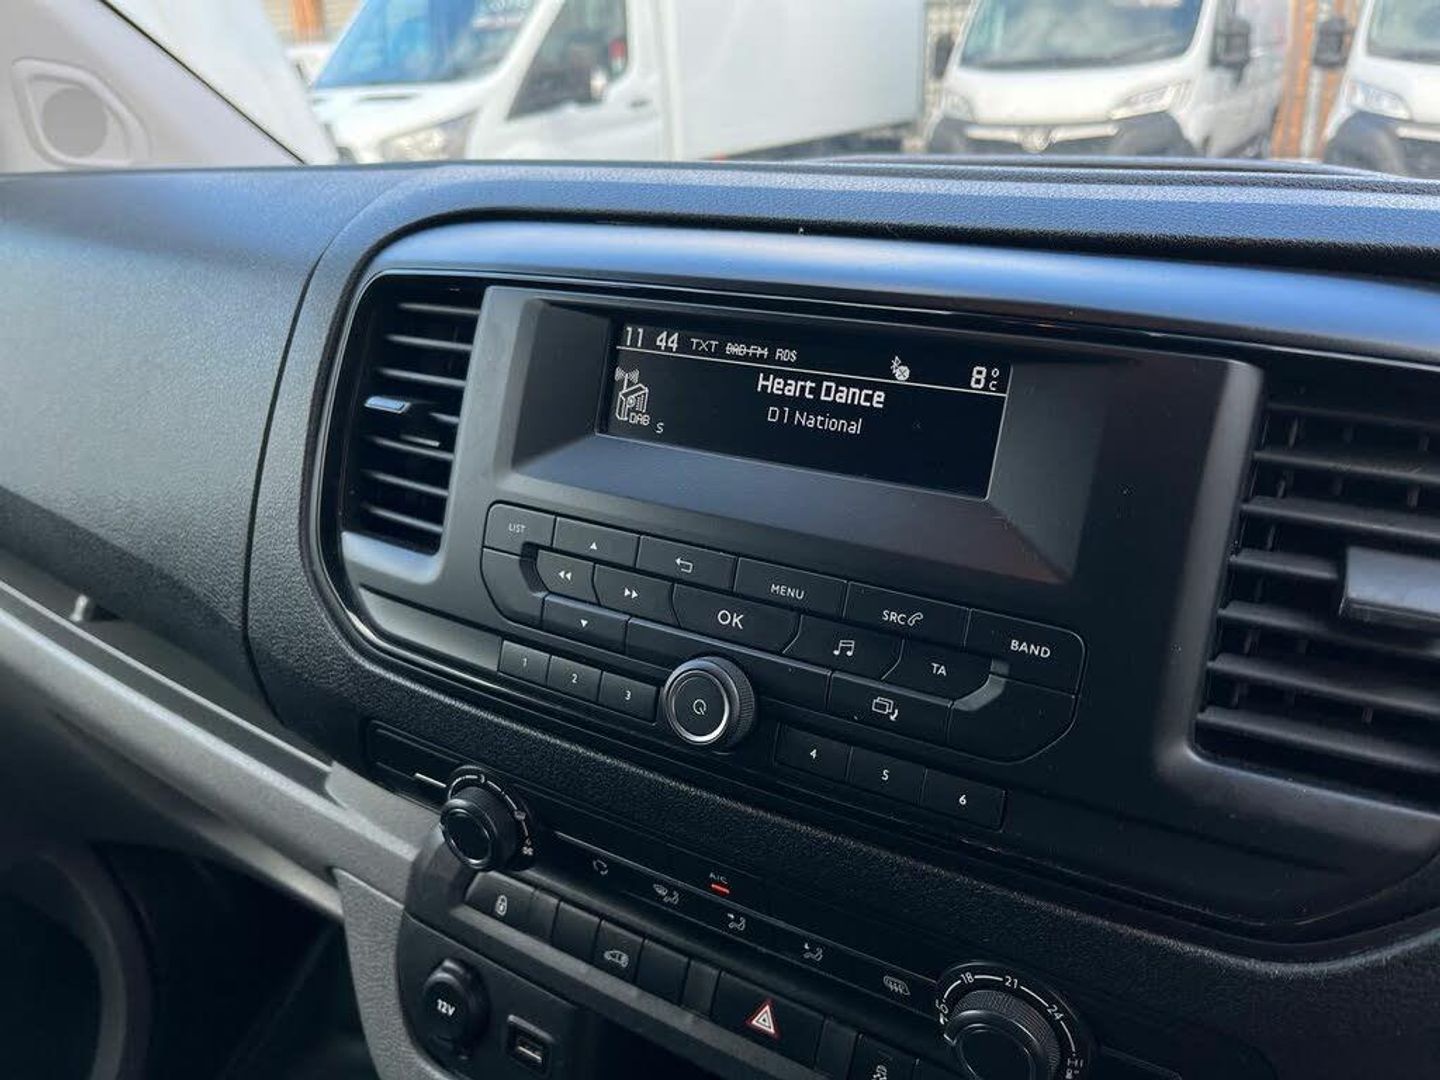 11 44 TXT DAB-FM RDS 8°C
Heart Dance
D1 National
DAB S
LIST
MENU
SRC
BAND
OK
TA
1 2 3
4 5 6
A/C
18 21 24
12V